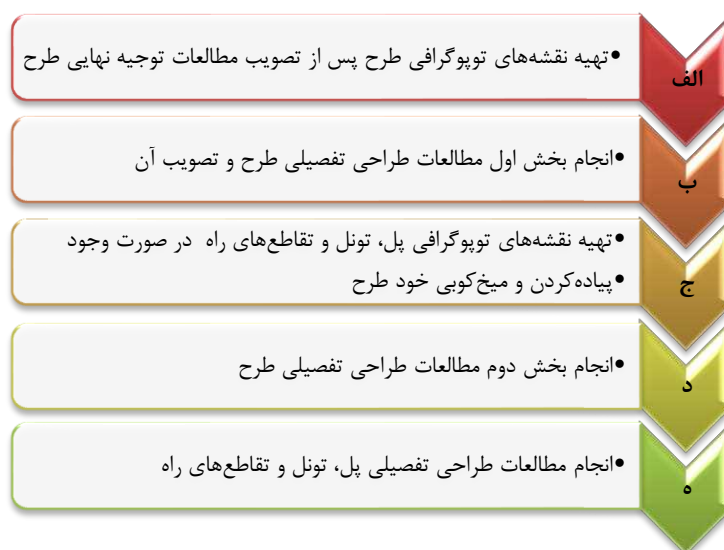 الف
•تهیه نقشه‌های توپوگرافی طرح پس از تصویب مطالعات توجیه نهایی طرح
ب
•انجام بخش اول مطالعات طراحی تفصیلی طرح و تصویب آن
ج
•تهیه نقشه‌های توپوگرافی پل، تونل و تقاطع‌های راه در صورت وجود
•پیاده‌کردن و میخ‌کوبی خود طرح
د
•انجام بخش دوم مطالعات طراحی تفصیلی طرح
ه
•انجام مطالعات طراحی تفصیلی پل، تونل و تقاطع‌های راه